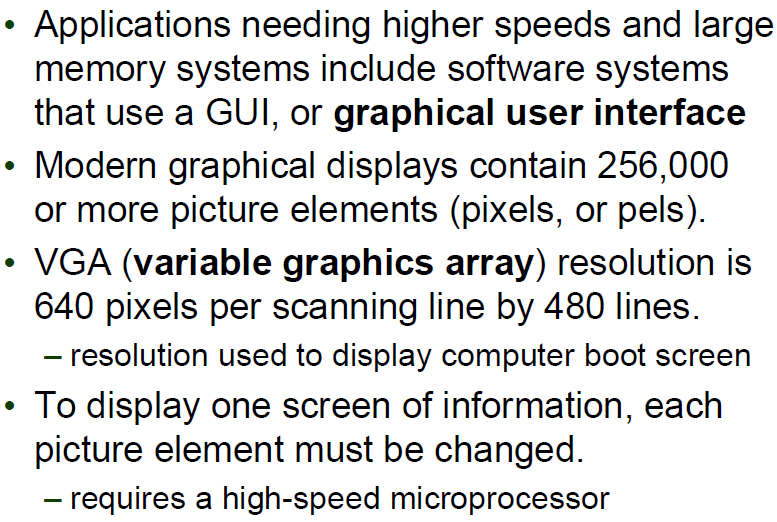 • Applications needing higher speeds and large
memory systems include software systems
that use a GUI, or graphical user interface
• Modern graphical displays contain 256,000
or more picture elements (pixels, or pels).
• VGA (variable graphics array) resolution is
640 pixels per scanning line by 480 lines.
– resolution used to display computer boot screen
• To display one screen of information, each
picture element must be changed.
– requires a high-speed microprocessor